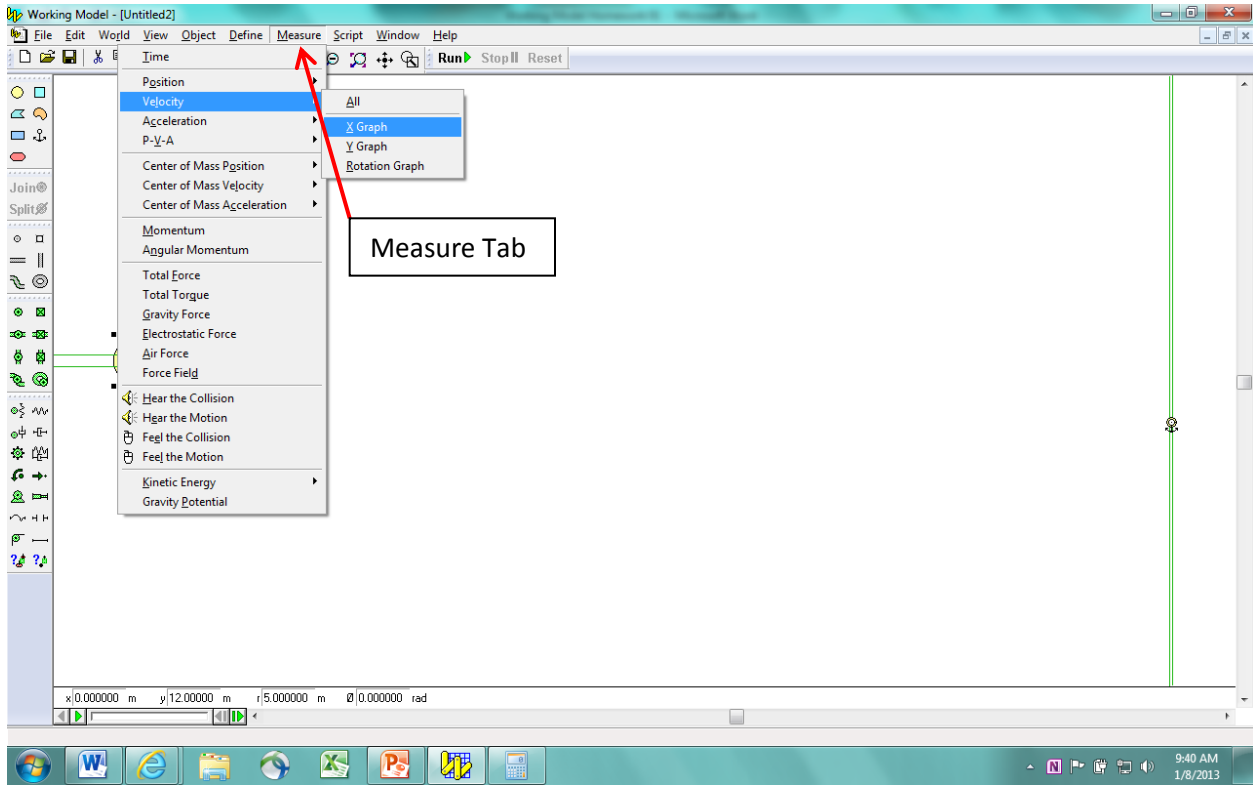 Working Model - [Untitled2]
File Edit World View Object Define Measure Script Window Help
Run Stop Reset
Time
Position
Velocity
Acceleration
P-V-A
Center of Mass Position
Center of Mass Velocity
Center of Mass Acceleration
Momentum
Angular Momentum
Total Force
Total Torque
Gravity Force
Electrostatic Force
Air Force
Force Field
Hear the Collision
Hear the Motion
Feel the Collision
Feel the Motion
Kinetic Energy
Gravity Potential
All
X Graph
Y Graph
Rotation Graph
Measure Tab
Join
Split
x 0.000000 m y 12.00000 m r 5.000000 m Ø 0.000000 rad
9:40 AM
1/8/2013